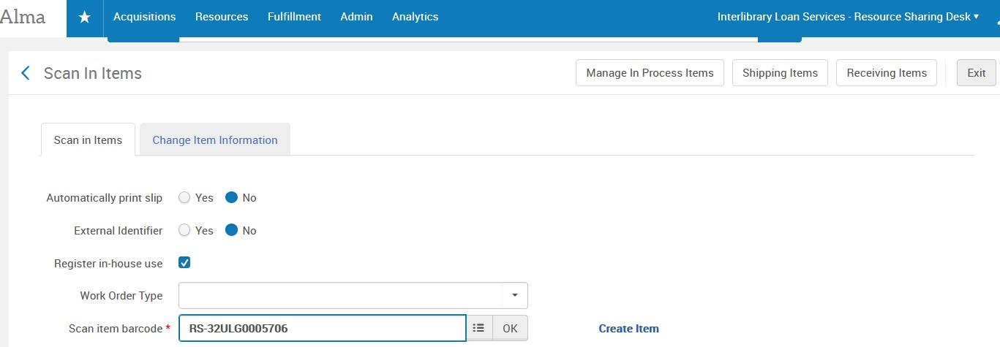 Alma Acquisitions Resources Fulfillment Admin Analytics Interlibrary Loan Services - Resource Sharing Desk
Scan In Items Manage In Process Items Shipping Items Receiving Items Exit
Scan in Items Change Item Information
Automatically print slip Yes No
External Identifier Yes No
Register in-house use
Work Order Type
Scan item barcode * RS-32ULG0005706 OK Create Item